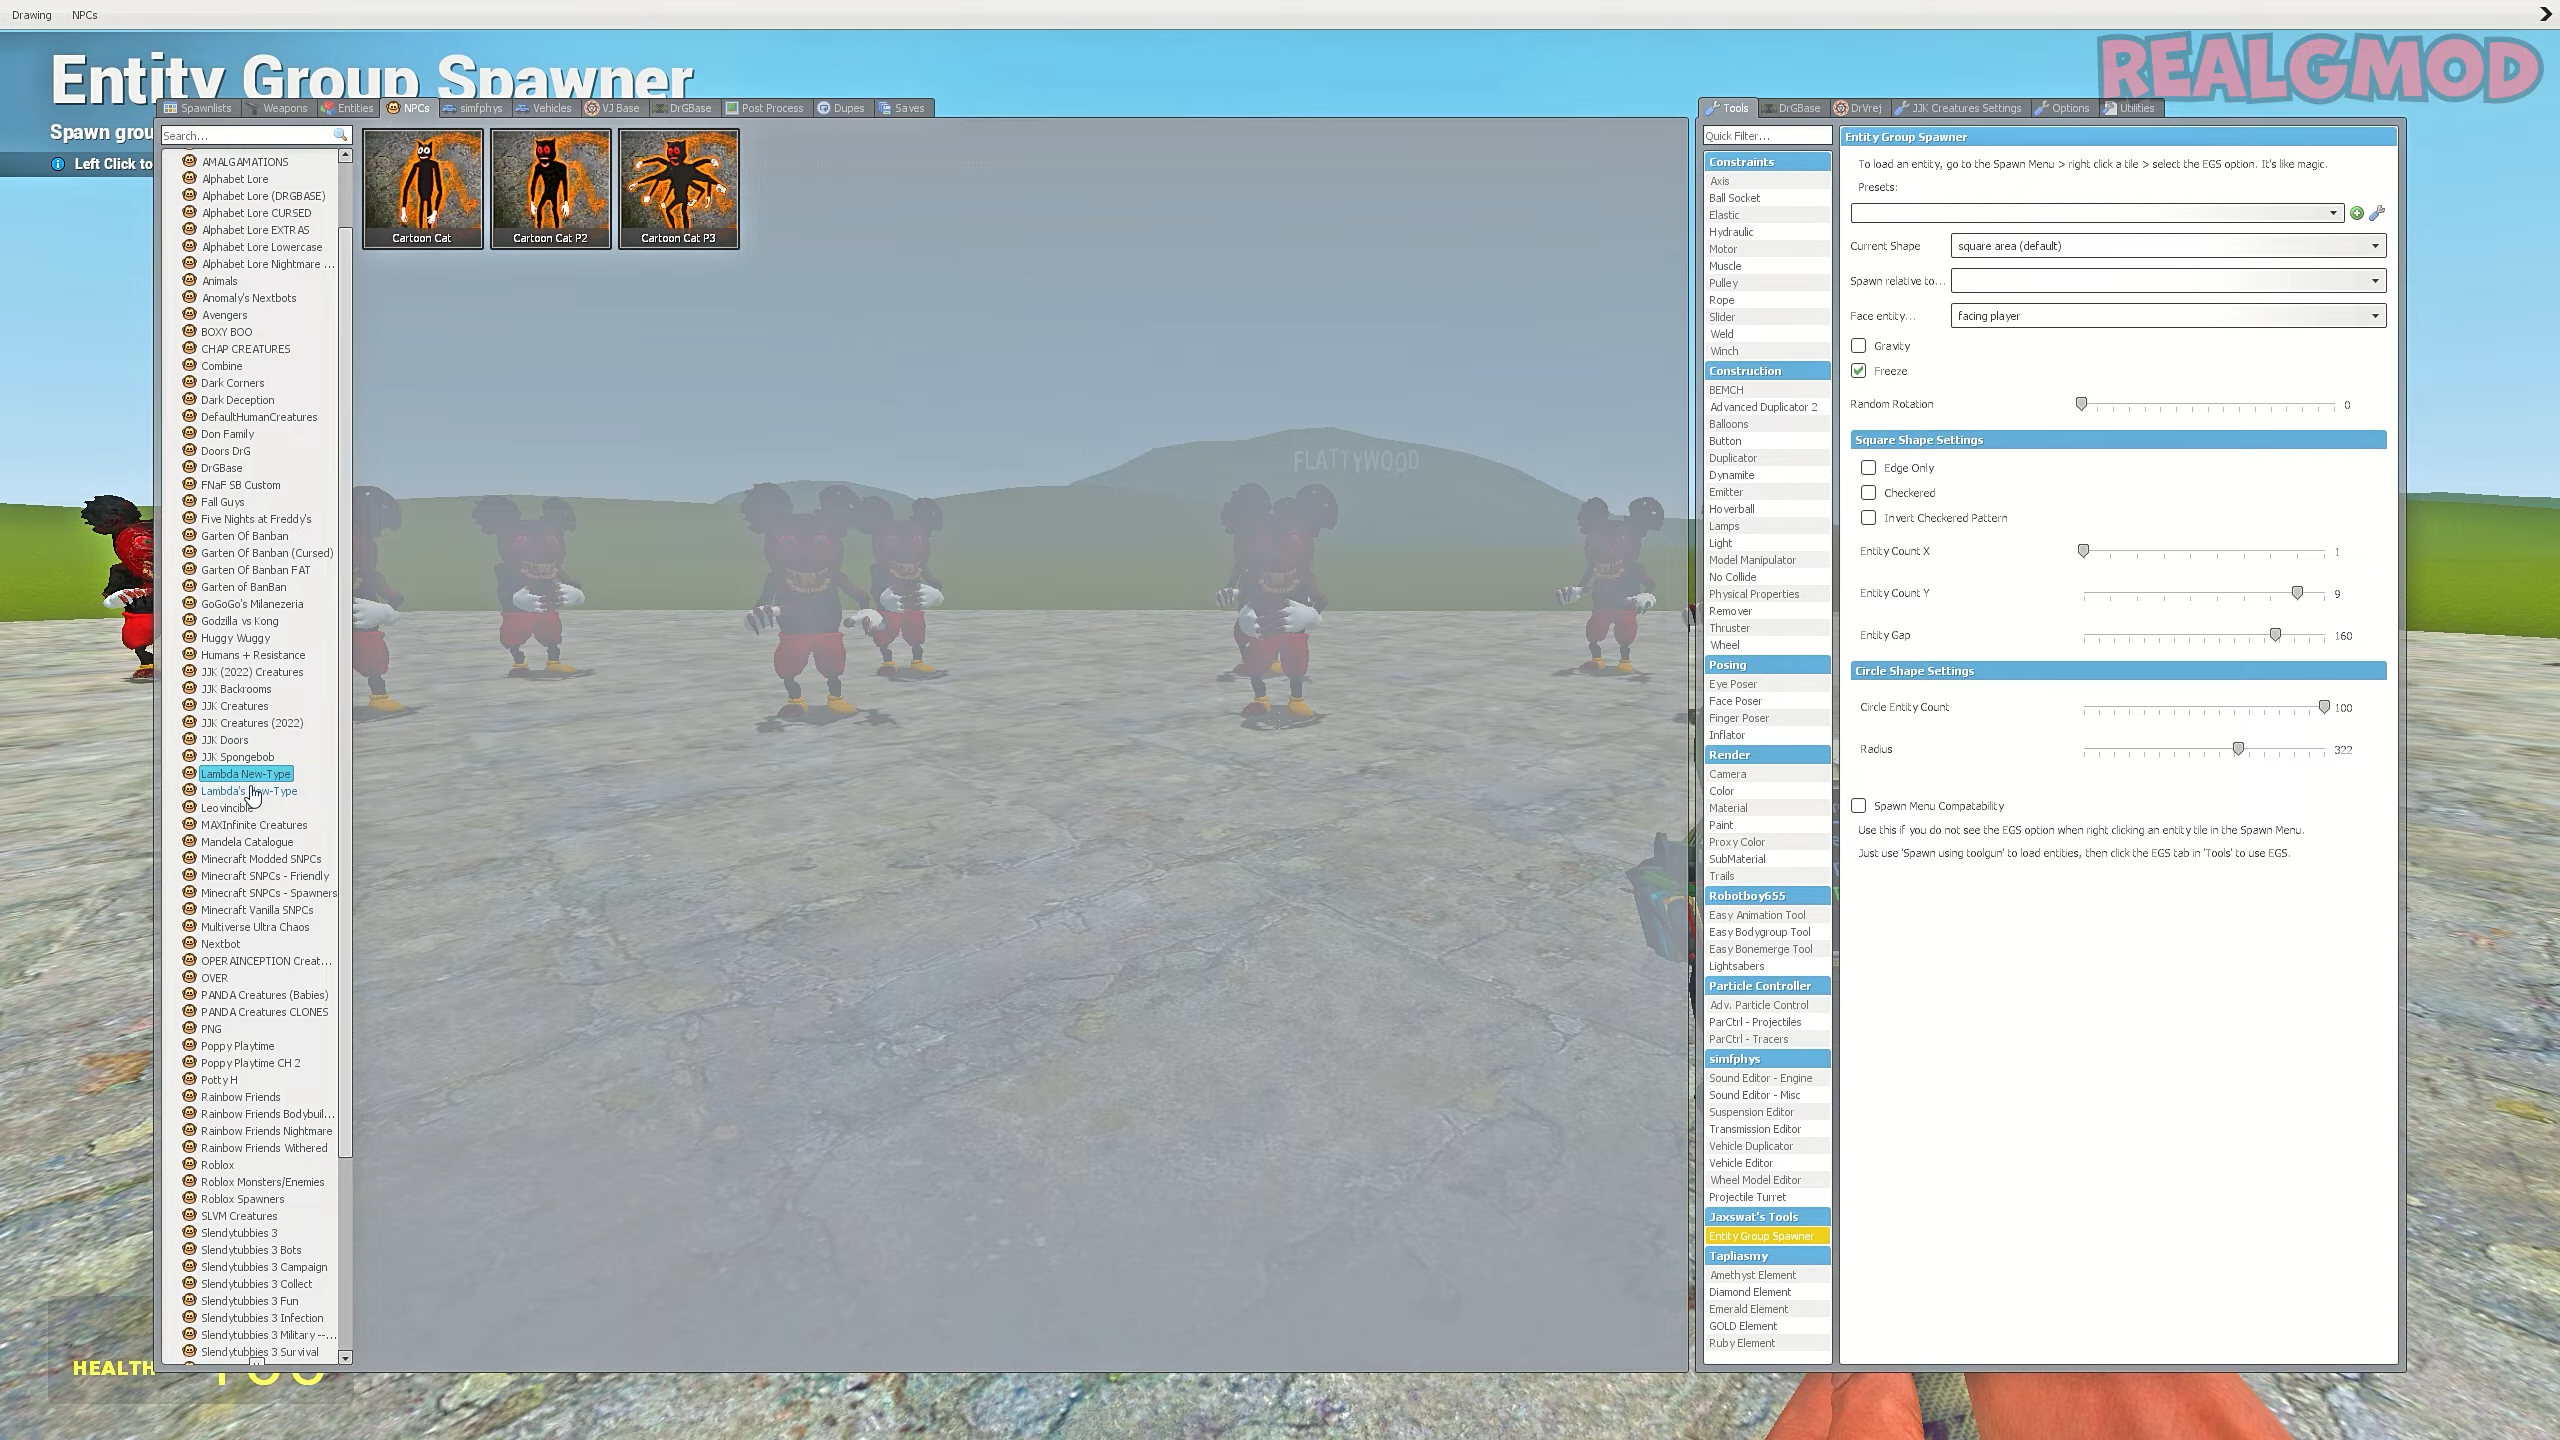 Drawing NPCs
REALGMOD
Entity Group Spawner
Spawn grou
Left Click to
Spawnlists Weapons Entities NPCs simfphys Vehicles VJ Base DrGBase Post Process Dupes Saves
Search...
AMALGAMATIONS
Alphabet Lore
Alphabet Lore (DRGBASE)
Alphabet Lore CURSED
Alphabet Lore EXTRAS
Alphabet Lore Lowercase
Alphabet Lore Nightmare ...
Animals
Anomaly's Nextbots
Avengers
BOXY BOO
CHAP CREATURES
Combine
Dark Corners
Dark Deception
DefaultHumanCreatures
Don Family
Doors DrG
DrGBase
FNaF SB Custom
Fall Guys
Five Nights at Freddy's
Garten Of Banban
Garten Of Banban (Cursed)
Garten Of Banban FAT
Garten of BanBan
GoGoGo's Milanezeria
Godzilla vs Kong
Huggy Wuggy
Humans + Resistance
JJK (2022) Creatures
JJK Backrooms
JJK Creatures
JJK Creatures (2022)
JJK Doors
JJK Spongebob
Lambda New-Type
Lambda's New-Type
Leovincible
MAXInfinite Creatures
Mandela Catalogue
Minecraft Modded SNPCs
Minecraft SNPCs - Friendly
Minecraft SNPCs - Spawners
Minecraft Vanilla SNPCs
Multiverse Ultra Chaos
Nextbot
OPERAINCEPTION Creat...
OVER
PANDA Creatures (Babies)
PANDA Creatures CLONES
PNG
Poppy Playtime
Poppy Playtime CH 2
Potty H
Rainbow Friends
Rainbow Friends Bodybuil...
Rainbow Friends Nightmare
Rainbow Friends Withered
Roblox
Roblox Monsters/Enemies
Roblox Spawners
SLVM Creatures
Slendytubbies 3
Slendytubbies 3 Bots
Slendytubbies 3 Campaign
Slendytubbies 3 Collect
Slendytubbies 3 Fun
Slendytubbies 3 Infection
Slendytubbies 3 Military --...
Slendytubbies 3 Survival
HEALTH 100
Cartoon Cat Cartoon Cat P2 Cartoon Cat P3
FLATTYWOOD
Tools DrGBase DrVrej JJK Creatures Settings Options Utilities
Quick Filter...
Constraints
Axis
Ball Socket
Elastic
Hydraulic
Motor
Muscle
Pulley
Rope
Slider
Weld
Winch
Construction
BEMCH
Advanced Duplicator 2
Balloons
Button
Duplicator
Dynamite
Emitter
Hoverball
Lamps
Light
Model Manipulator
No Collide
Physical Properties
Remover
Thruster
Wheel
Posing
Eye Poser
Face Poser
Finger Poser
Inflator
Render
Camera
Color
Material
Paint
Proxy Color
SubMaterial
Trails
Robotboy655
Easy Animation Tool
Easy Bodygroup Tool
Easy Bonemerge Tool
Lightsabers
Particle Controller
Adv. Particle Control
ParCtrl - Projectiles
ParCtrl - Tracers
simfphys
Sound Editor - Engine
Sound Editor - Misc
Suspension Editor
Transmission Editor
Vehicle Duplicator
Vehicle Editor
Wheel Model Editor
Projectile Turret
Jaxswat's Tools
Entity Group Spawner
Tapliasmy
Amethyst Element
Diamond Element
Emerald Element
GOLD Element
Ruby Element
Entity Group Spawner
To load an entity, go to the Spawn Menu > right click a tile > select the EGS option. It's like magic.
Presets:
Current Shape square area (default)
Spawn relative to...
Face entity... facing player
Gravity
Freeze
Random Rotation 0
Square Shape Settings
Edge Only
Checkered
Invert Checkered Pattern
Entity Count X 1
Entity Count Y 9
Entity Gap 160
Circle Shape Settings
Circle Entity Count 100
Radius 322
Spawn Menu Compatability
Use this if you do not see the EGS option when right clicking an entity tile in the Spawn Menu.
Just use 'Spawn using toolgun' to load entities, then click the EGS tab in 'Tools' to use EGS.